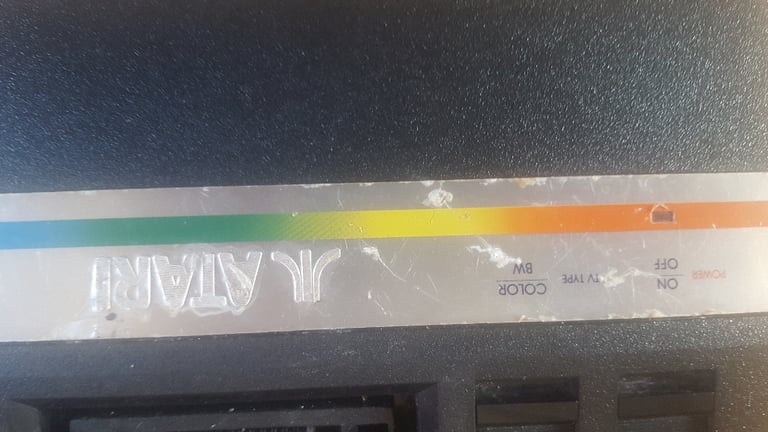 POWER
ON
OFF
TV TYPE
COLOR
BW
ATARI